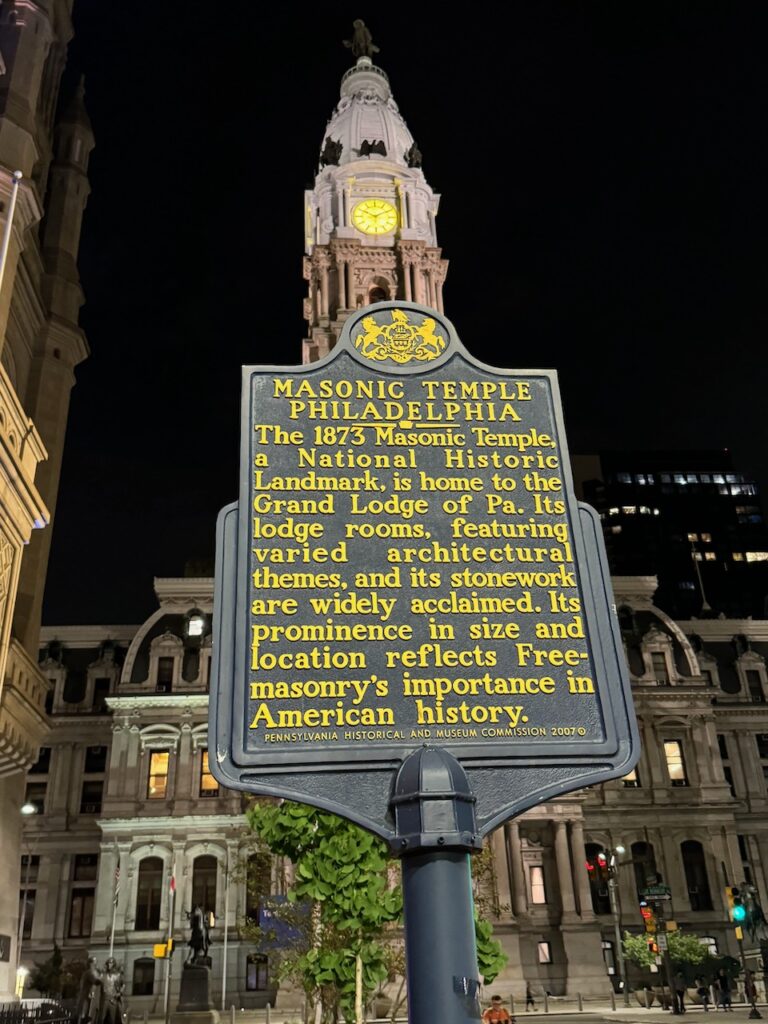 MASONIC TEMPLE
PHILADELPHIA
The 1873 Masonic Temple,
a National Historic
Landmark, is home to the
Grand Lodge of Pa. Its
lodge rooms, featuring
varied architectural
themes, and its stonework
are widely acclaimed. Its
prominence in size and
location reflects Free-
masonry's importance in
American history.
PENNSYLVANIA HISTORICAL AND MUSEUM COMMISSION 2007©